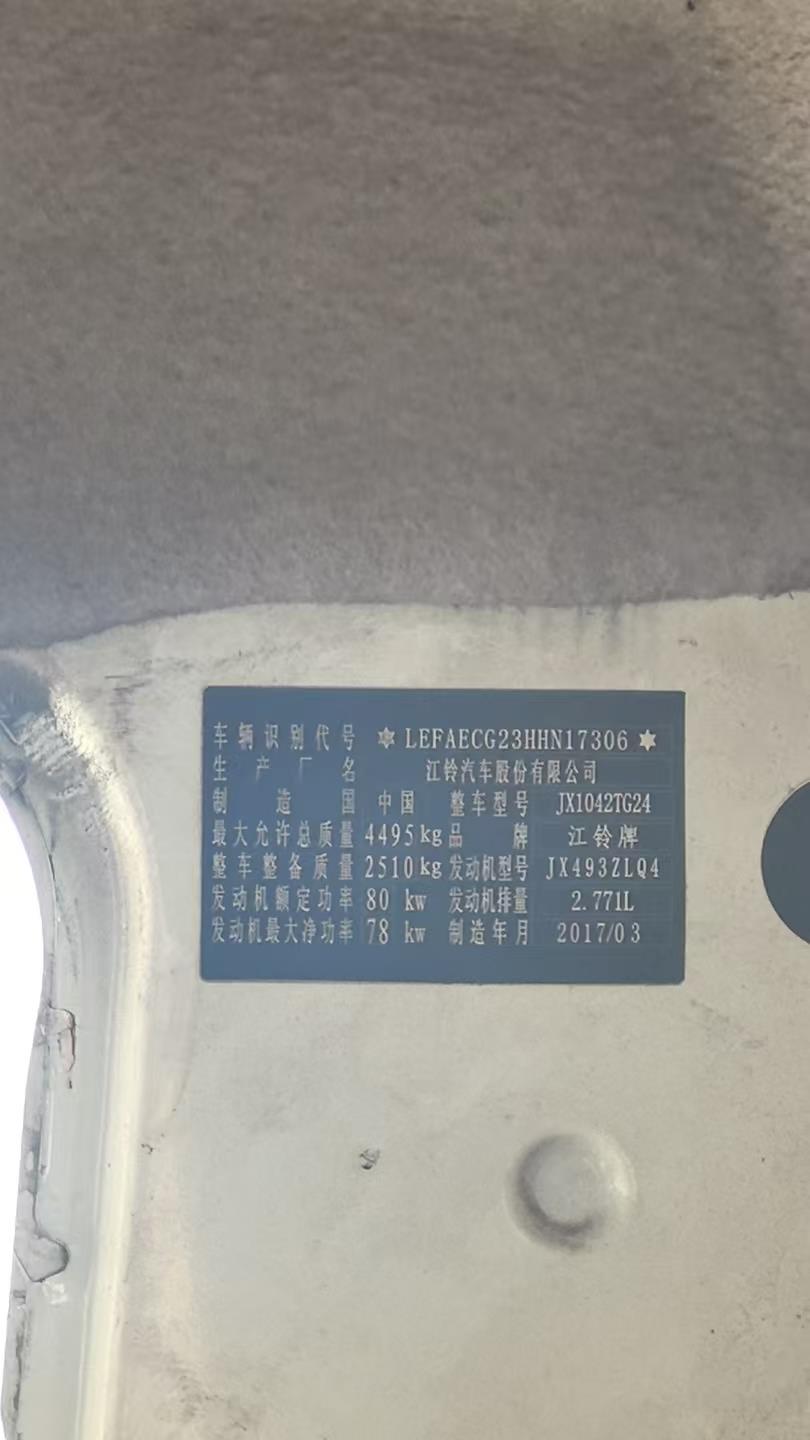 车辆识别代号 ✡ LEFAECG23HHN17306 ✡
生产厂名 江铃汽车股份有限公司
制造国 中国 整车型号 JX1042TG24
最大允许总质量 4495kg 品牌 江铃牌
整车整备质量 2510kg 发动机型号 JX493ZLQ4
发动机额定功率 80 kw 发动机排量 2.771L
发动机最大净功率 78 kw 制造年月 2017/03